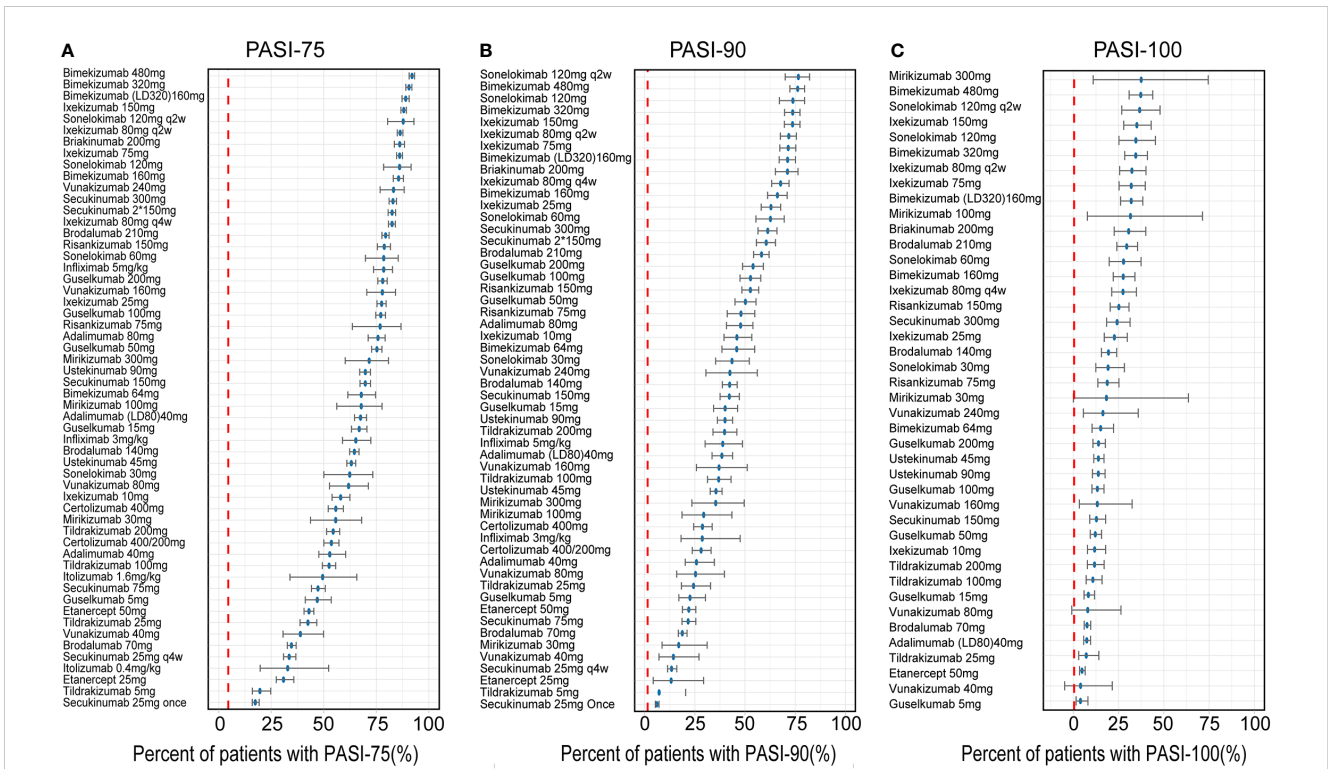 A
PASI-75
Bimekizumab 480mg
Bimekizumab 320mg
Bimekizumab (LD320)160mg
Ixekizumab 150mg
Sonelokimab 120mg q2w
Ixekizumab 80mg q2w
Briakinumab 200mg
Ixekizumab 75mg
Sonelokimab 120mg
Bimekizumab 160mg
Vunakizumab 240mg
Secukinumab 300mg
Secukinumab 2*150mg
Ixekizumab 80mg q4w
Brodalumab 210mg
Risankizumab 150mg
Sonelokimab 60mg
Infliximab 5mg/kg
Guselkumab 200mg
Vunakizumab 160mg
Ixekizumab 25mg
Guselkumab 100mg
Risankizumab 75mg
Adalimumab 80mg
Guselkumab 50mg
Mirikizumab 300mg
Ustekinumab 90mg
Secukinumab 150mg
Bimekizumab 64mg
Mirikizumab 100mg
Adalimumab (LD80)40mg
Guselkumab 15mg
Infliximab 3mg/kg
Brodalumab 140mg
Ustekinumab 45mg
Sonelokimab 30mg
Vunakizumab 80mg
Ixekizumab 10mg
Certolizumab 400mg
Mirikizumab 30mg
Tildrakizumab 200mg
Certolizumab 400/200mg
Adalimumab 40mg
Tildrakizumab 100mg
Itolizumab 1.6mg/kg
Secukinumab 75mg
Guselkumab 5mg
Etanercept 50mg
Tildrakizumab 25mg
Vunakizumab 40mg
Brodalumab 70mg
Secukinumab 25mg q4w
Itolizumab 0.4mg/kg
Etanercept 25mg
Tildrakizumab 5mg
Secukinumab 25mg once
0 25 50 75 100
Percent of patients with PASI-75(%)
B
PASI-90
Sonelokimab 120mg q2w
Bimekizumab 480mg
Sonelokimab 120mg
Bimekizumab 320mg
Ixekizumab 150mg
Ixekizumab 80mg q2w
Ixekizumab 75mg
Bimekizumab (LD320)160mg
Briakinumab 200mg
Ixekizumab 80mg q4w
Bimekizumab 160mg
Ixekizumab 25mg
Sonelokimab 60mg
Secukinumab 300mg
Secukinumab 2*150mg
Brodalumab 210mg
Guselkumab 200mg
Guselkumab 100mg
Risankizumab 150mg
Guselkumab 50mg
Risankizumab 75mg
Adalimumab 80mg
Ixekizumab 10mg
Bimekizumab 64mg
Sonelokimab 30mg
Vunakizumab 240mg
Brodalumab 140mg
Secukinumab 150mg
Guselkumab 15mg
Ustekinumab 90mg
Tildrakizumab 200mg
Infliximab 5mg/kg
Adalimumab (LD80)40mg
Vunakizumab 160mg
Tildrakizumab 100mg
Ustekinumab 45mg
Mirikizumab 300mg
Mirikizumab 100mg
Certolizumab 400mg
Infliximab 3mg/kg
Certolizumab 400/200mg
Adalimumab 40mg
Vunakizumab 80mg
Tildrakizumab 25mg
Guselkumab 5mg
Etanercept 50mg
Secukinumab 75mg
Brodalumab 70mg
Mirikizumab 30mg
Vunakizumab 40mg
Secukinumab 25mg q4w
Etanercept 25mg
Tildrakizumab 5mg
Secukinumab 25mg Once
0 25 50 75 100
Percent of patients with PASI-90(%)
C
PASI-100
Mirikizumab 300mg
Bimekizumab 480mg
Sonelokimab 120mg q2w
Ixekizumab 150mg
Sonelokimab 120mg
Bimekizumab 320mg
Ixekizumab 80mg q2w
Ixekizumab 75mg
Bimekizumab (LD320)160mg
Mirikizumab 100mg
Briakinumab 200mg
Brodalumab 210mg
Sonelokimab 60mg
Bimekizumab 160mg
Ixekizumab 80mg q4w
Risankizumab 150mg
Secukinumab 300mg
Ixekizumab 25mg
Brodalumab 140mg
Sonelokimab 30mg
Risankizumab 75mg
Mirikizumab 30mg
Vunakizumab 240mg
Bimekizumab 64mg
Guselkumab 200mg
Ustekinumab 45mg
Ustekinumab 90mg
Guselkumab 100mg
Vunakizumab 160mg
Secukinumab 150mg
Guselkumab 50mg
Ixekizumab 10mg
Tildrakizumab 200mg
Tildrakizumab 100mg
Guselkumab 15mg
Vunakizumab 80mg
Brodalumab 70mg
Adalimumab (LD80)40mg
Tildrakizumab 25mg
Etanercept 50mg
Vunakizumab 40mg
Guselkumab 5mg
0 25 50 75 100
Percent of patients with PASI-100(%)